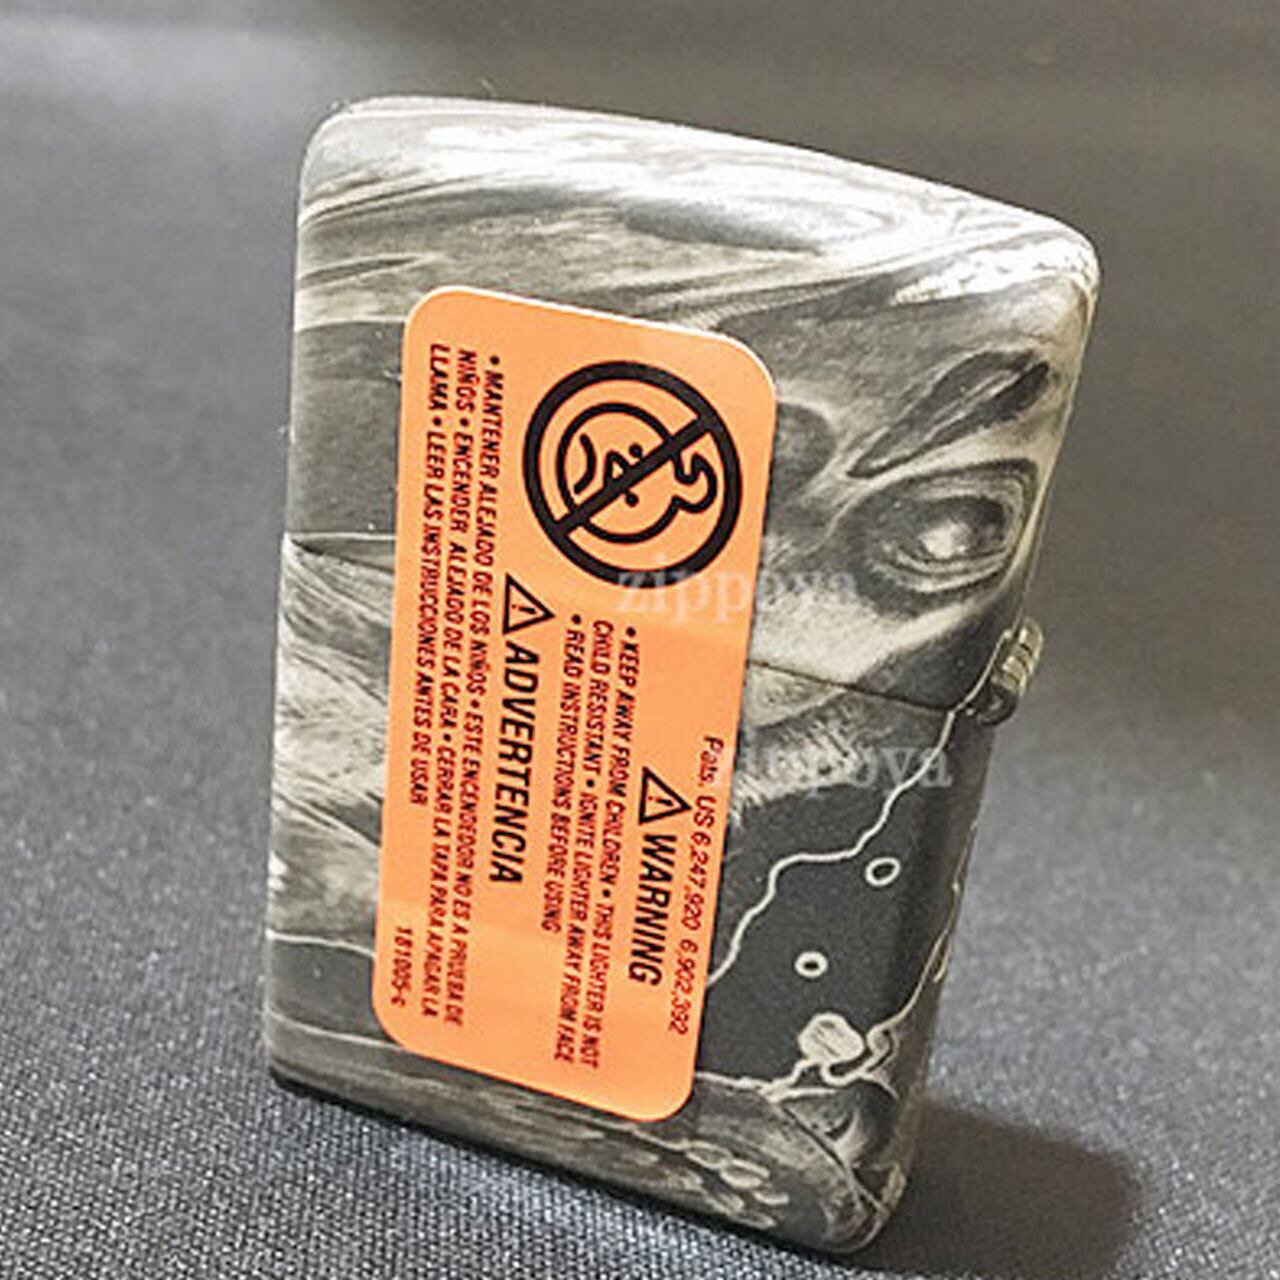 Pats. US 6,247,920 6,902,392
WARNING
• KEEP AWAY FROM CHILDREN • THIS LIGHTER IS NOT
CHILD RESISTANT • IGNITE LIGHTER AWAY FROM FACE
• READ INSTRUCTIONS BEFORE USING
ADVERTENCIA
• MANTENER ALEJADO DE LOS NIÑOS • ESTE ENCENDEDOR NO ES A PRUEBA DE
NIÑOS • ENCENDER ALEJADO DE LA CARA • CERRAR LA TAPA PARA APAGAR LA
LLAMA • LEER LAS INSTRUCCIONES ANTES DE USAR
181005-c
zippoya
zippoya